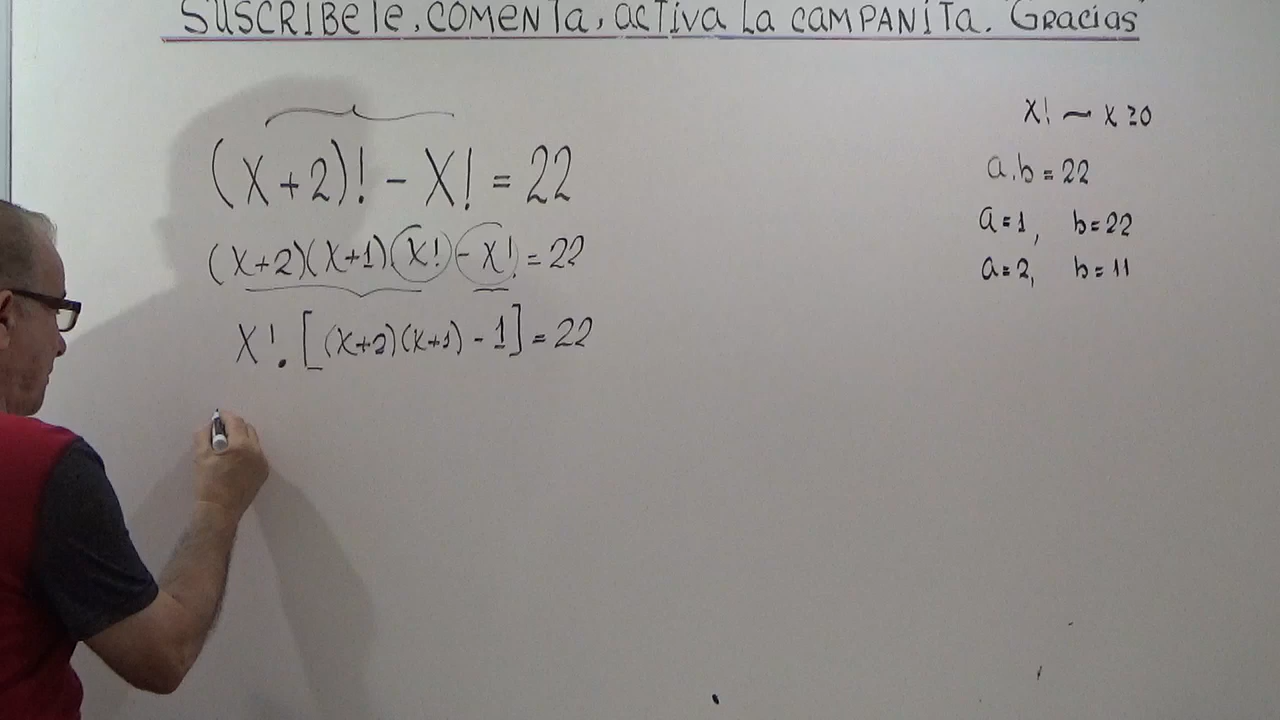 SUSCRIBETE, COMENTA, ACTIVA LA CAMPANITA. Gracias
(x+2)! - x! = 22
(x+2)(x+1)(x!) - x! = 22
x! . [(x+2)(x+1) - 1] = 22
x! ~ x ≥ 0
a.b = 22
a = 1, b = 22
a = 2, b = 11